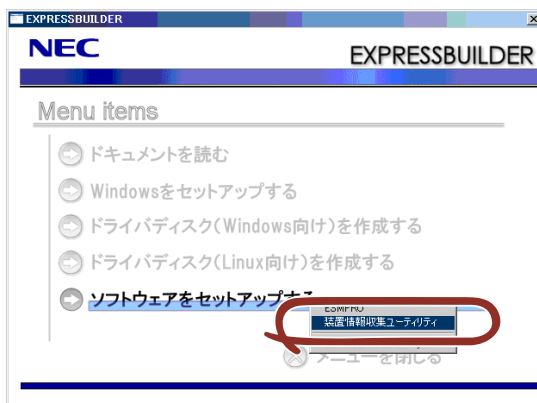 EXPRESSBUILDER
NEC
EXPRESSBUILDER
Menu items
ドキュメントを読む
Windowsをセットアップする
ドライバディスク(Windows向け)を作成する
ドライバディスク(Linux向け)を作成する
ソフトウェアをセットアップする
ESMPRO
装置情報収集ユーティリティ
メニューを閉じる